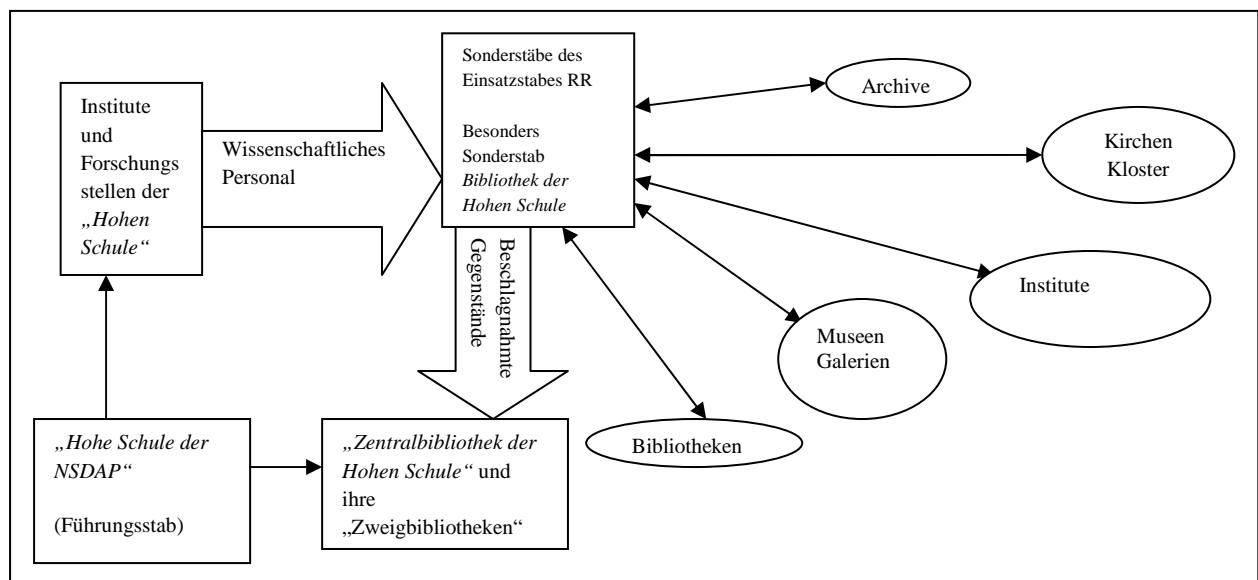 Institute
und
Forschungs
stellen der
„Hohen
Schule“
Wissenschaftliches
Personal
Sonderstäbe des
Einsatzstabes RR
Besonders
Sonderstab
Bibliothek der
Hohen Schule
Archive
Kirchen
Kloster
Institute
Museen
Galerien
Bibliotheken
Beschlagnahmte
Gegenstände
„Hohe Schule der
NSDAP“
(Führungsstab)
„Zentralbibliothek der
Hohen Schule“ und
ihre
„Zweigbibliotheken“